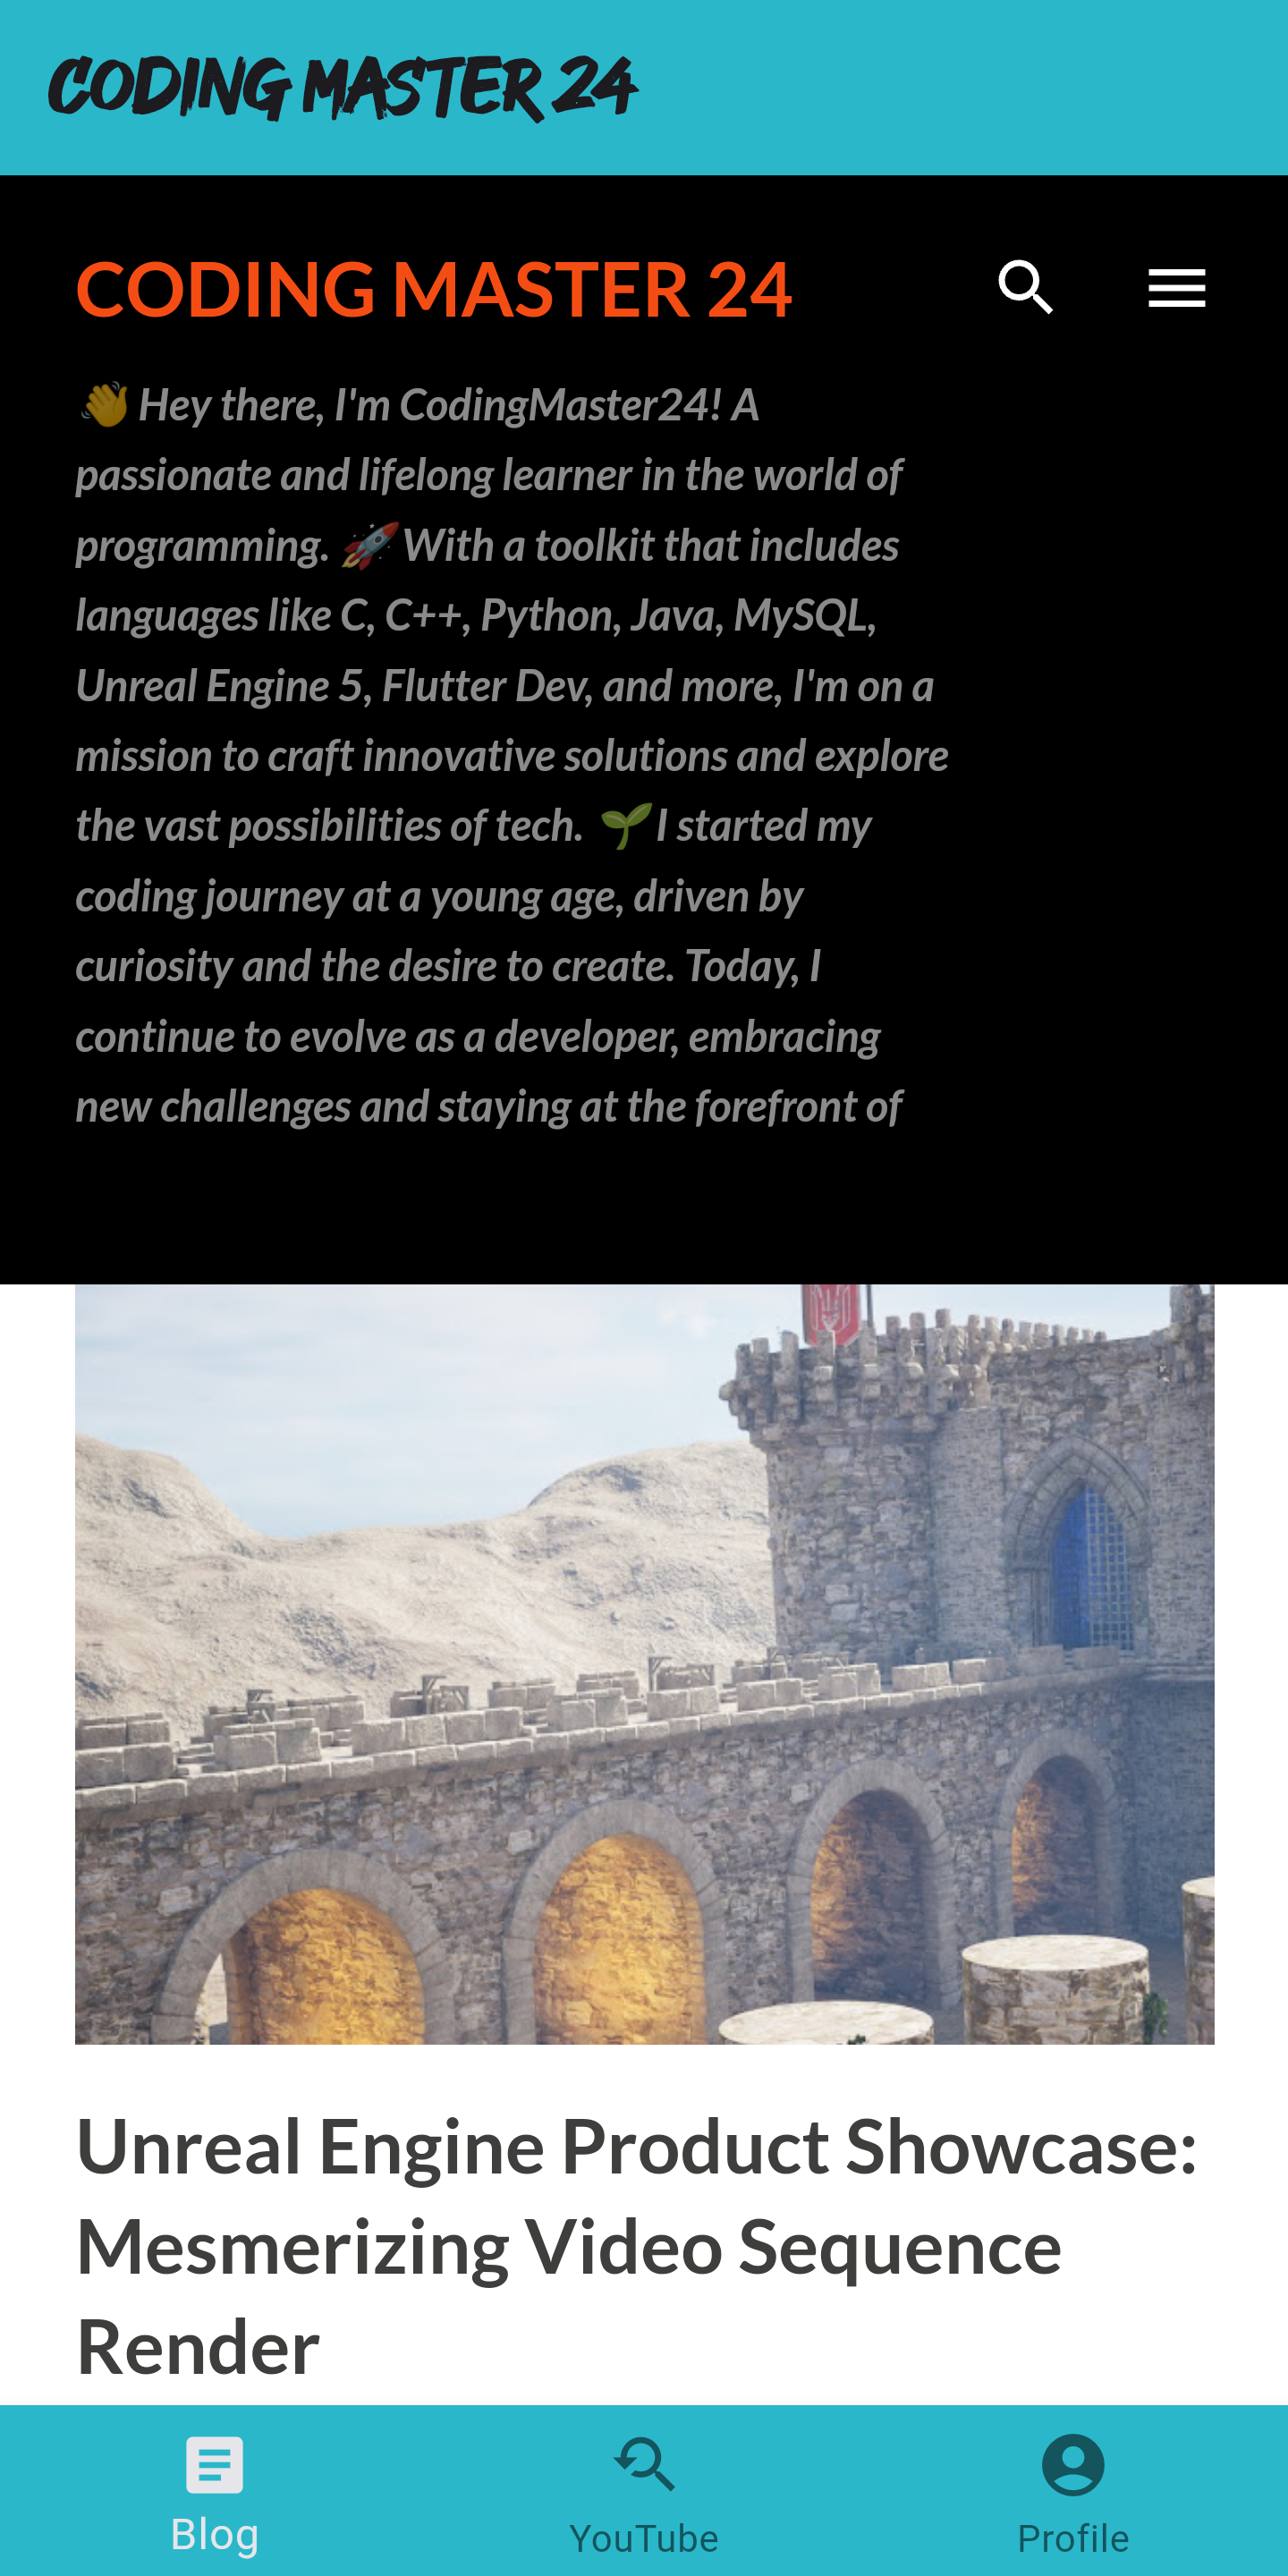 CODING MASTER 24
CODING MASTER 24
👋 Hey there, I'm CodingMaster24! A
passionate and lifelong learner in the world of
programming. 🚀 With a toolkit that includes
languages like C, C++, Python, Java, MySQL,
Unreal Engine 5, Flutter Dev, and more, I'm on a
mission to craft innovative solutions and explore
the vast possibilities of tech. 🌱 I started my
coding journey at a young age, driven by
curiosity and the desire to create. Today, I
continue to evolve as a developer, embracing
new challenges and staying at the forefront of
Unreal Engine Product Showcase:
Mesmerizing Video Sequence
Render
Blog
YouTube
Profile